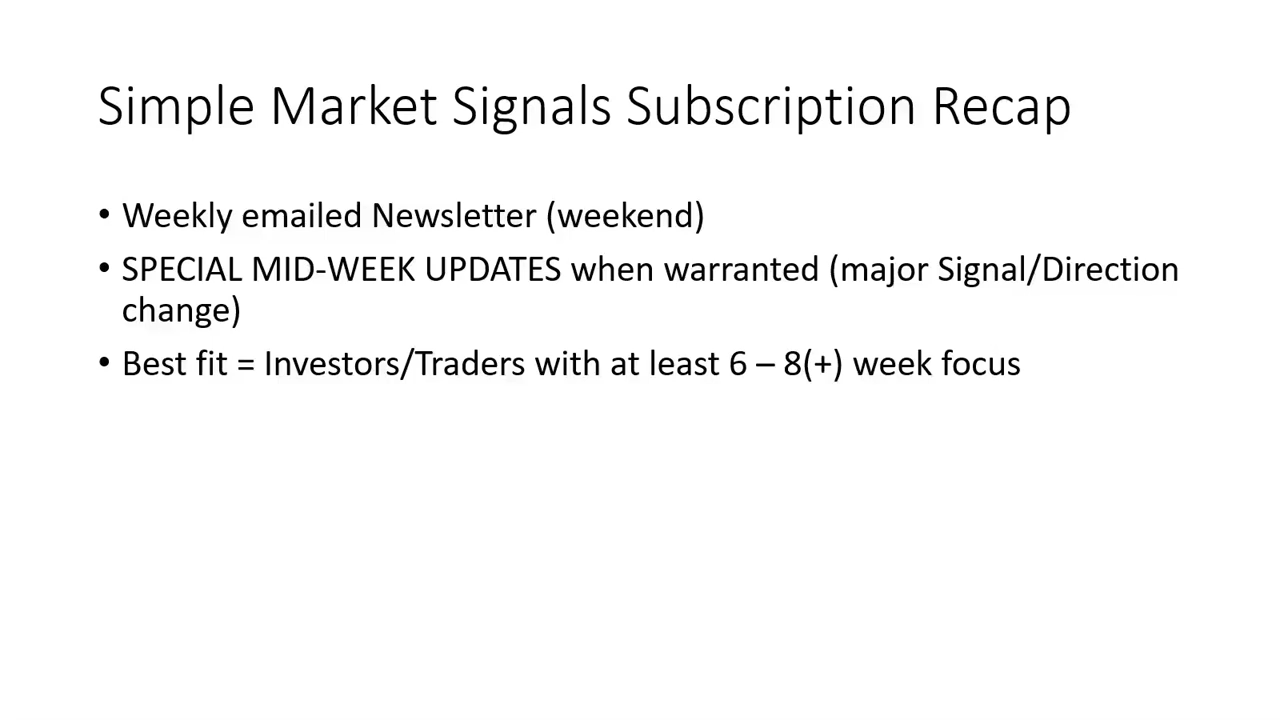 Simple Market Signals Subscription Recap
• Weekly emailed Newsletter (weekend)
• SPECIAL MID-WEEK UPDATES when warranted (major Signal/Direction
change)
• Best fit = Investors/Traders with at least 6 – 8(+) week focus